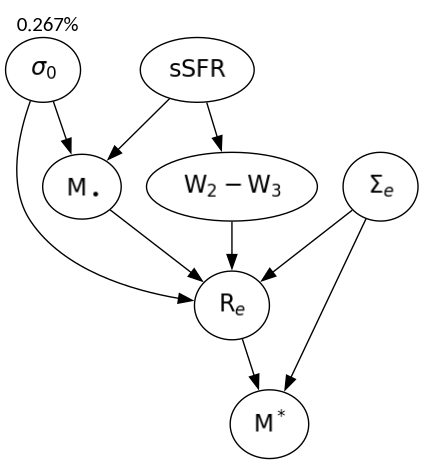 0.267%
σ₀ sSFR
M• W₂ − W₃ Σₑ
Rₑ
M*